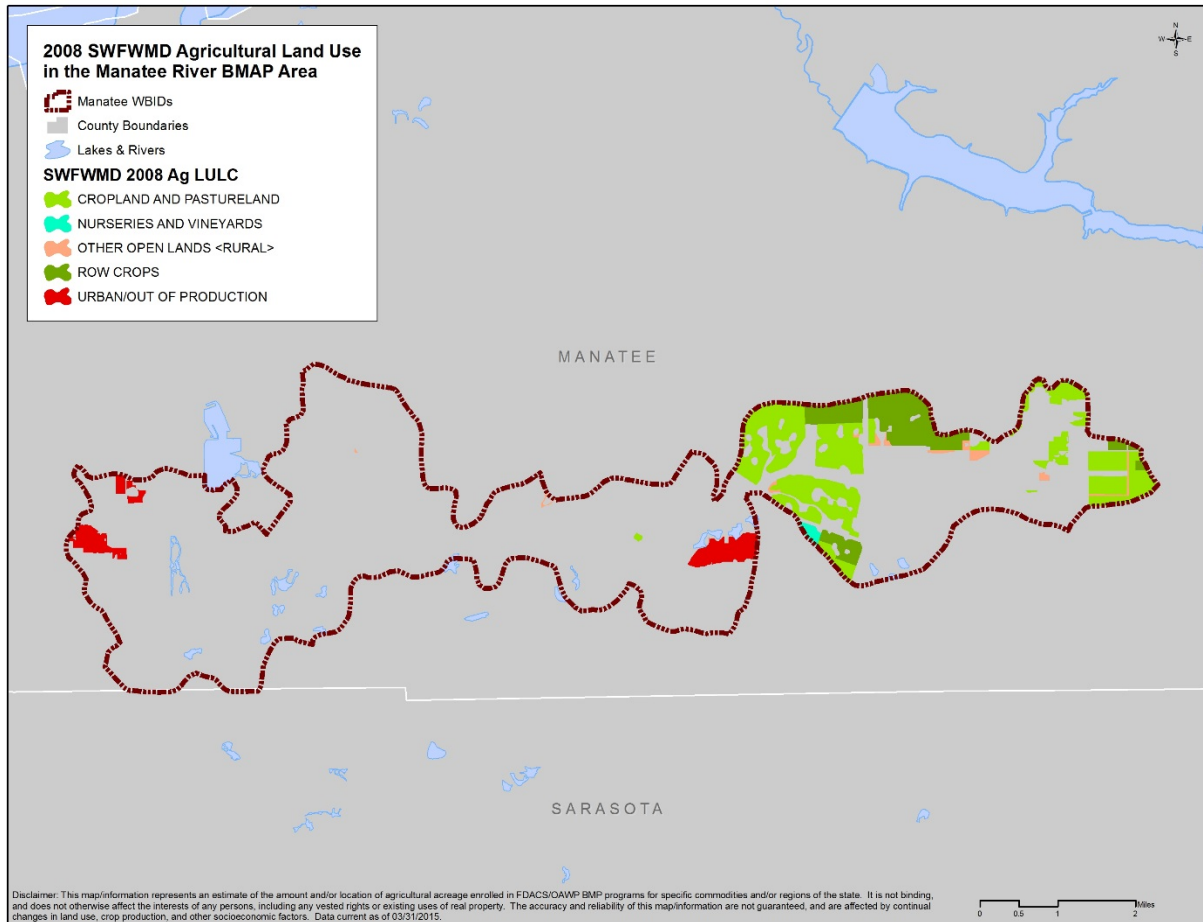 2008 SWFWMD Agricultural Land Use
in the Manatee River BMAP Area
Manatee WBIDs
County Boundaries
Lakes & Rivers
SWFWMD 2008 Ag LULC
CROPLAND AND PASTURELAND
NURSERIES AND VINEYARDS
OTHER OPEN LANDS <RURAL>
ROW CROPS
URBAN/OUT OF PRODUCTION
N
W E
S
MANATEE
SARASOTA
Disclaimer: This map/information represents an estimate of the amount and/or location of agricultural acreage enrolled in FDACS/OAWP BMP programs for specific commodities and/or regions of the state. It is not binding,
and does not otherwise affect the interests of any persons, including any vested rights or existing uses of real property. The accuracy and reliability of this map/information are not guaranteed, and are affected by continual
changes in land use, crop production, and other socioeconomic factors. Data current as of 03/31/2015.
Miles
0 0.5 1 2